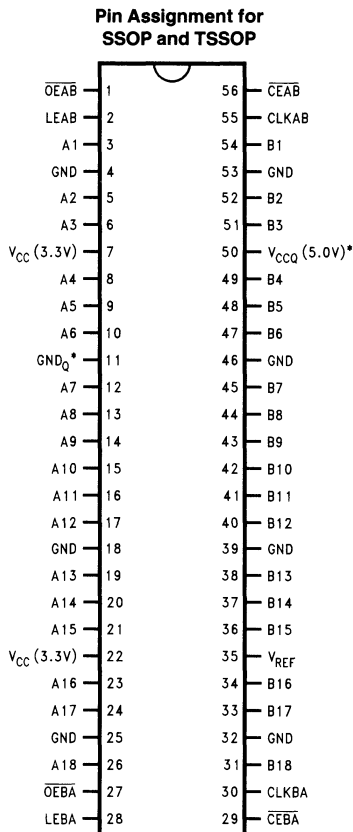 Pin Assignment for
SSOP and TSSOP
OEAB 1 56 CEAB
LEAB 2 55 CLKAB
A1 3 54 B1
GND 4 53 GND
A2 5 52 B2
A3 6 51 B3
VCC (3.3V) 7 50 VCCQ (5.0V)*
A4 8 49 B4
A5 9 48 B5
A6 10 47 B6
GNDQ* 11 46 GND
A7 12 45 B7
A8 13 44 B8
A9 14 43 B9
A10 15 42 B10
A11 16 41 B11
A12 17 40 B12
GND 18 39 GND
A13 19 38 B13
A14 20 37 B14
A15 21 36 B15
VCC (3.3V) 22 35 VREF
A16 23 34 B16
A17 24 33 B17
GND 25 32 GND
A18 26 31 B18
OEBA 27 30 CLKBA
LEBA 28 29 CEBA